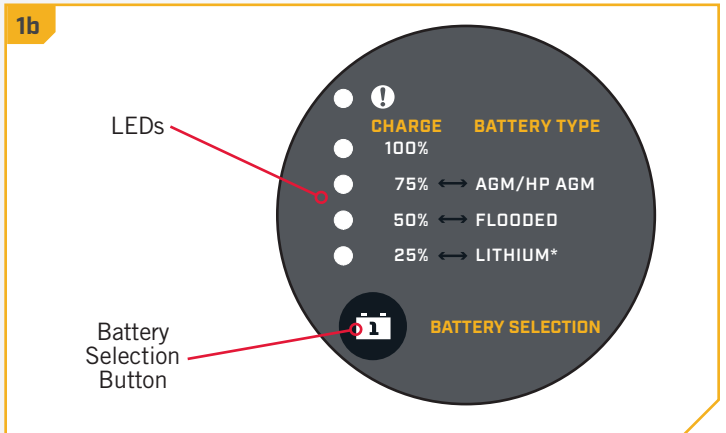 1b
LEDs
!
CHARGE BATTERY TYPE
100%
75% ↔ AGM/HP AGM
50% ↔ FLOODED
25% ↔ LITHIUM*
1
BATTERY SELECTION
Battery
Selection
Button